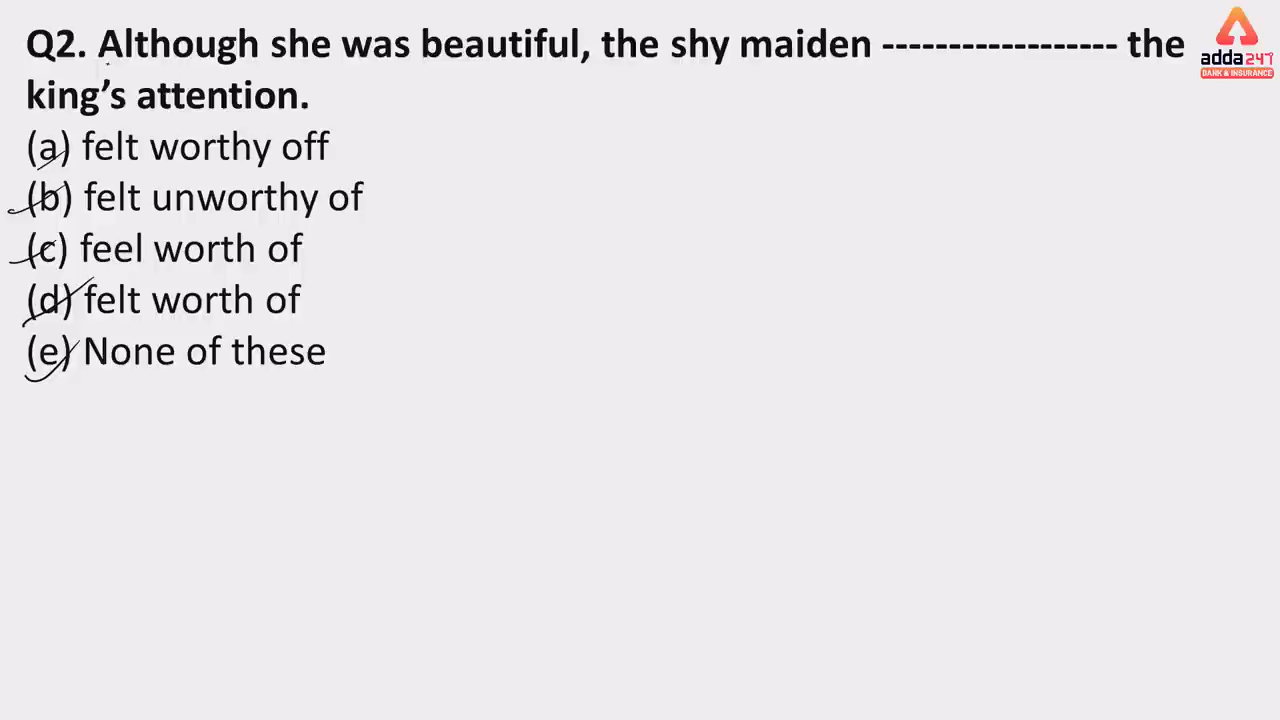 Q2. Although she was beautiful, the shy maiden ------------------ the
king’s attention.
(a) felt worthy off
(b) felt unworthy of
(c) feel worth of
(d) felt worth of
(e) None of these
adda247
BANK & INSURANCE